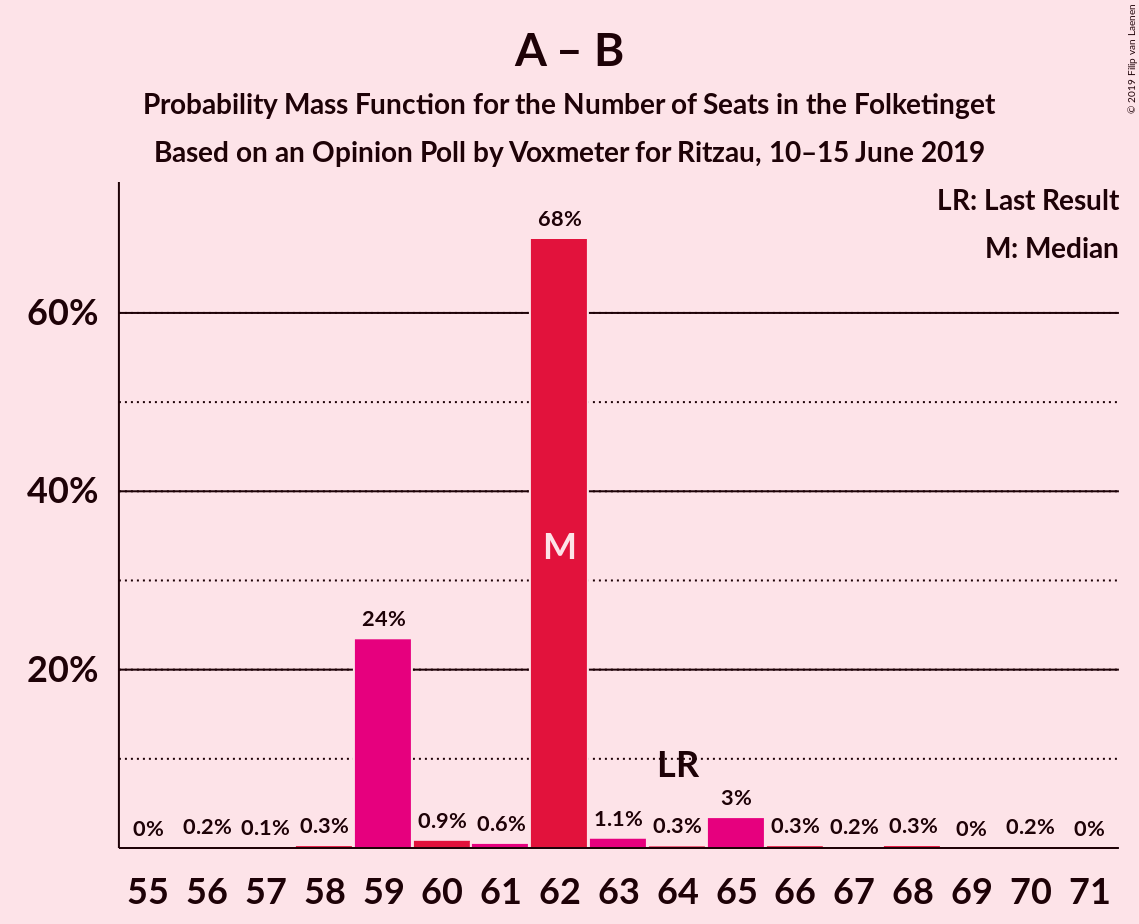 © 2019 Filip van Laenen
A – B
Probability Mass Function for the Number of Seats in the Folketinget
Based on an Opinion Poll by Voxmeter for Ritzau, 10–15 June 2019
LR: Last Result
M: Median
60%
40%
20%
0%
0.2%
0.1%
0.3%
24%
0.9%
0.6%
68%
M
1.1%
0.3%
LR
3%
0.3%
0.2%
0.3%
0%
0.2%
0%
55 56 57 58 59 60 61 62 63 64 65 66 67 68 69 70 71